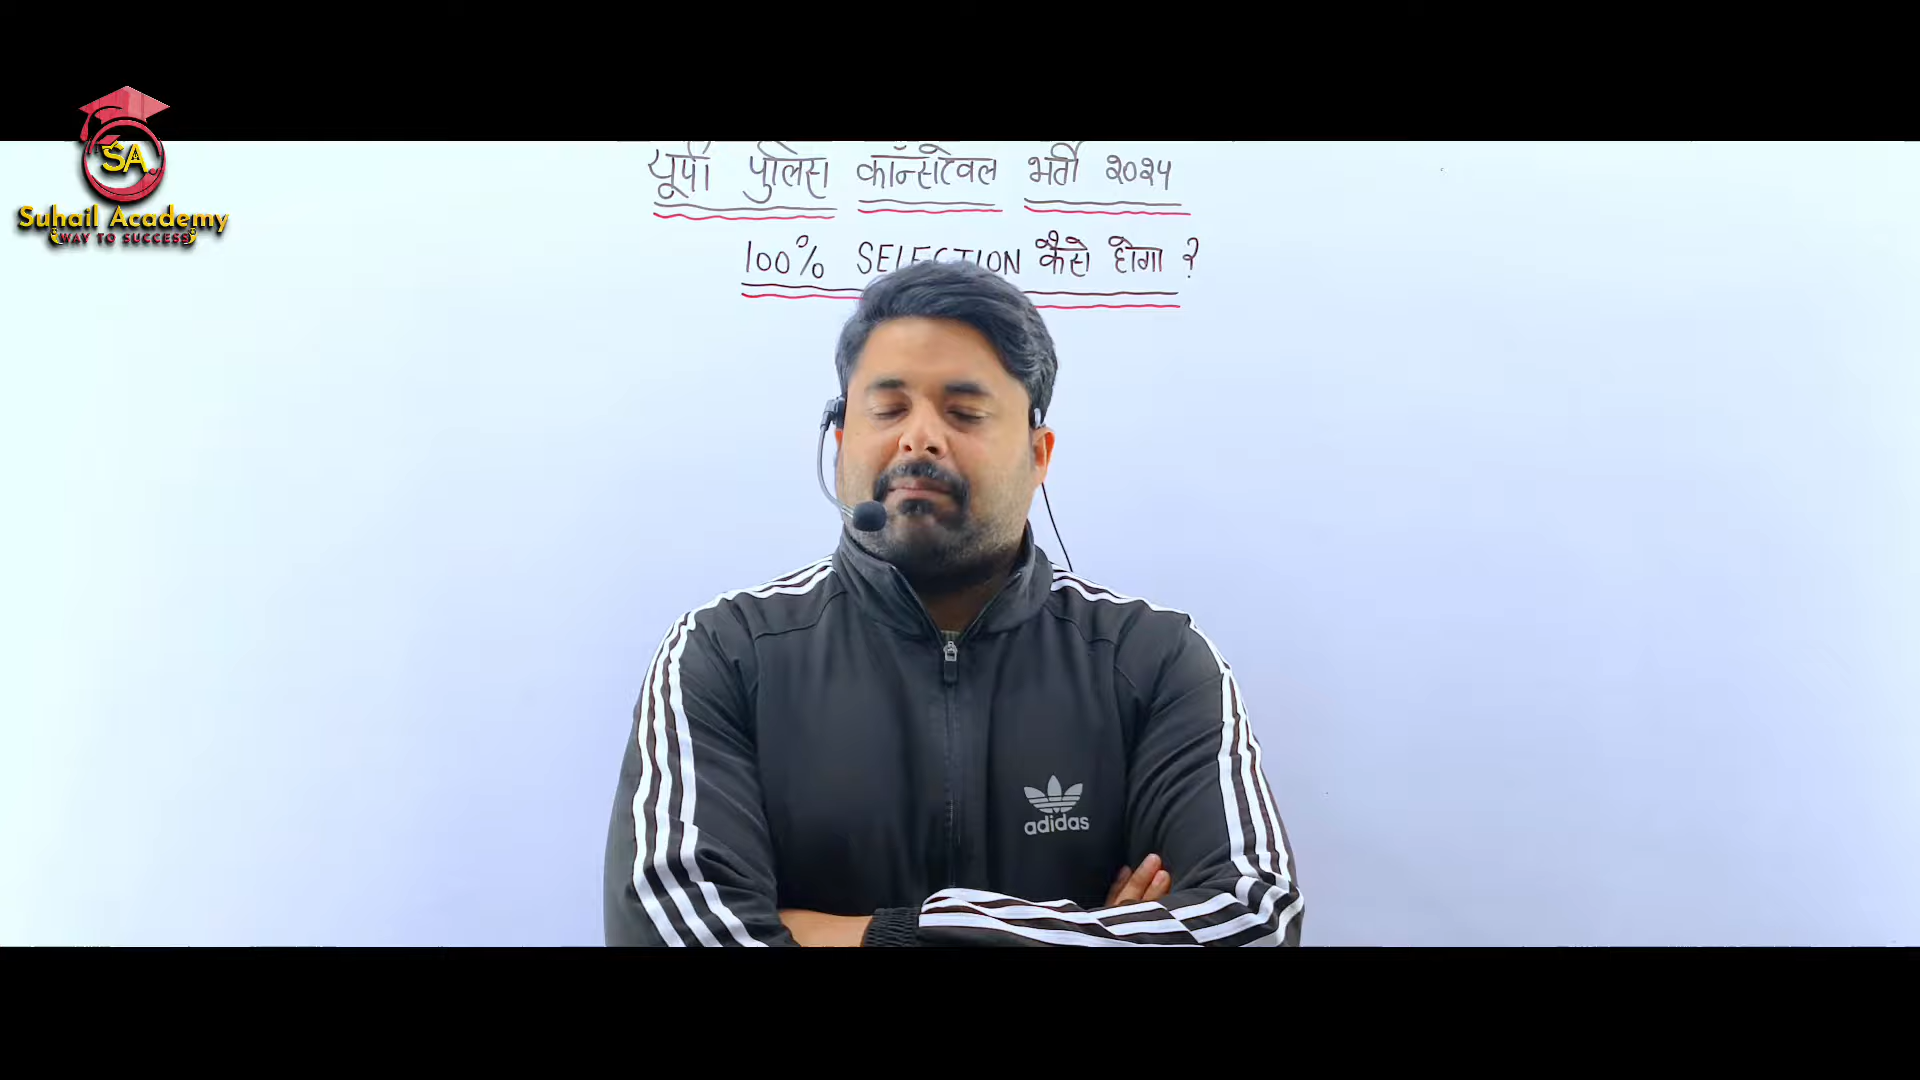 SA
Suhail Academy
WAY TO SUCCESS
यूपी पुलिस कॉन्सटेबल भर्ती २०२५
100% SELECTION कैसे होगा ?
adidas